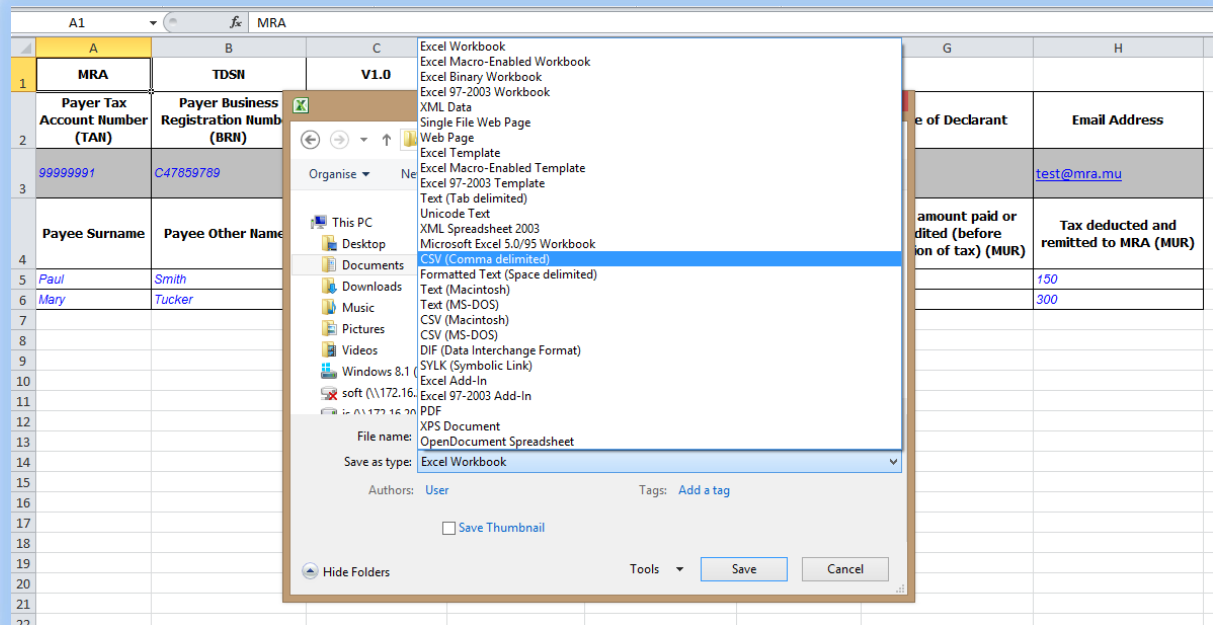 A1 fx MRA
A B C G H
1 MRA TDSN V1.0
2 Payer Tax Account Number (TAN) Payer Business Registration Numb (BRN) e of Declarant Email Address
3 99999991 C47859789 test@mra.mu
4 Payee Surname Payee Other Name amount paid or dited (before ion of tax) (MUR) Tax deducted and remitted to MRA (MUR)
5 Paul Smith 150
6 Mary Tucker 300
7
8
9
10
11
12
13
14
15
16
17
18
19
20
21
22
Organise Ne
This PC
Desktop
Documents
Downloads
Music
Pictures
Videos
Windows 8.1 (
soft (\\172.16.
Excel Workbook
Excel Macro-Enabled Workbook
Excel Binary Workbook
Excel 97-2003 Workbook
XML Data
Single File Web Page
Web Page
Excel Template
Excel Macro-Enabled Template
Excel 97-2003 Template
Text (Tab delimited)
Unicode Text
XML Spreadsheet 2003
Microsoft Excel 5.0/95 Workbook
CSV (Comma delimited)
Formatted Text (Space delimited)
Text (Macintosh)
Text (MS-DOS)
CSV (Macintosh)
CSV (MS-DOS)
DIF (Data Interchange Format)
SYLK (Symbolic Link)
Excel Add-In
Excel 97-2003 Add-In
PDF
XPS Document
OpenDocument Spreadsheet
File name:
Save as type: Excel Workbook
Authors: User Tags: Add a tag
Save Thumbnail
Hide Folders Tools Save Cancel